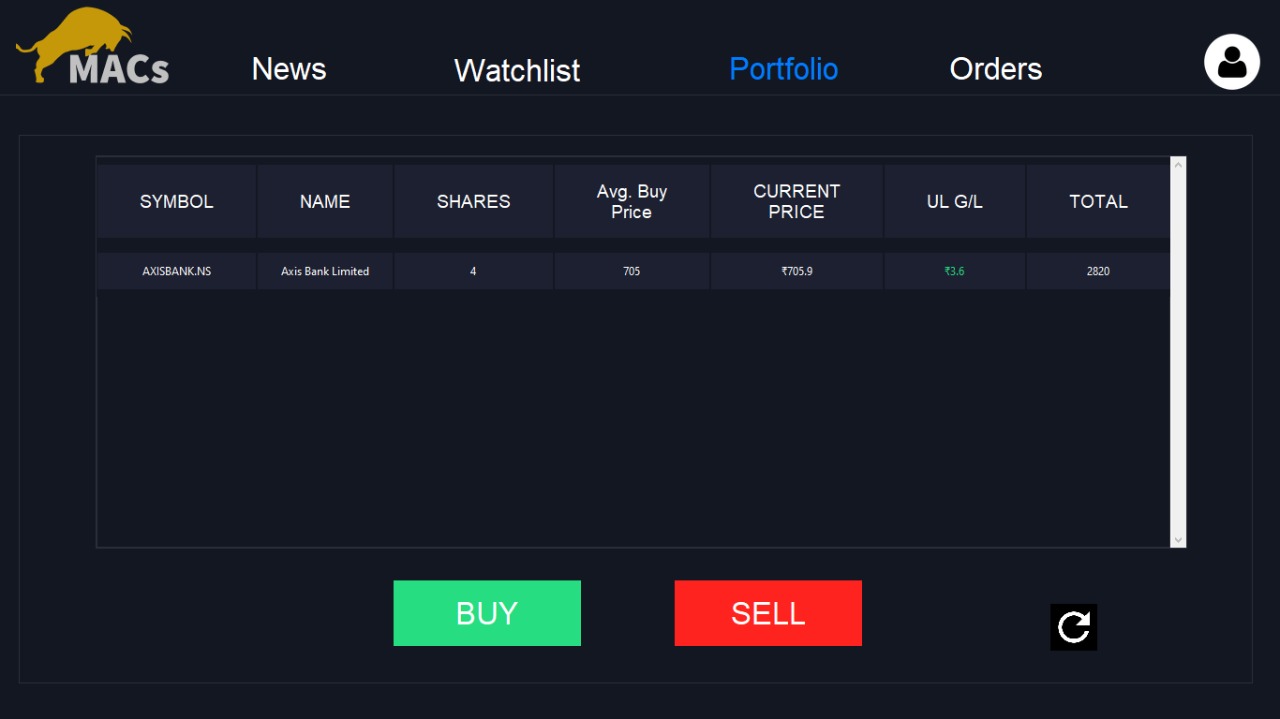 MACs
News
Watchlist
Portfolio
Orders
SYMBOL
NAME
SHARES
Avg. Buy
Price
CURRENT
PRICE
UL G/L
TOTAL
AXISBANK.NS
Axis Bank Limited
4
705
₹705.9
₹3.6
2820
BUY
SELL